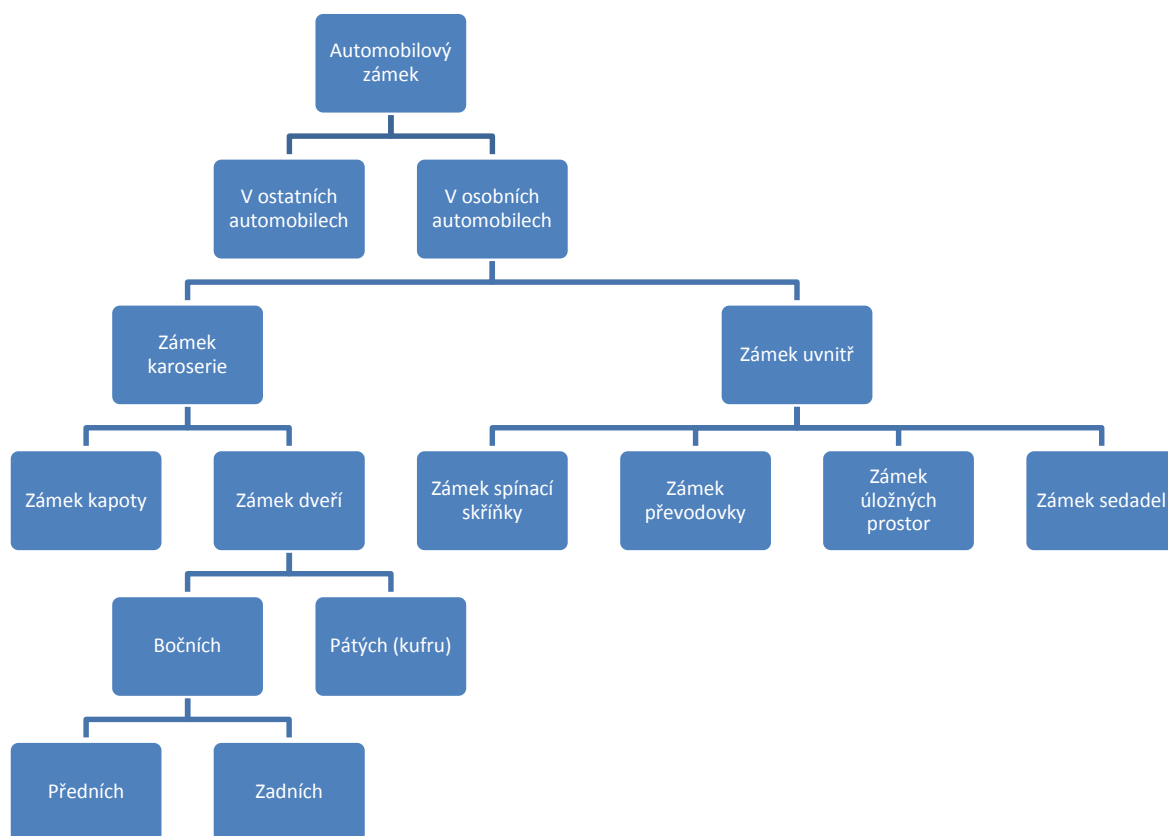 Automobilový
zámek
V ostatních
automobilech
V osobních
automobilech
Zámek
karoserie
Zámek uvnitř
Zámek kapoty
Zámek dveří
Zámek spínací
skříňky
Zámek
převodovky
Zámek
úložných
prostor
Zámek sedadel
Bočních
Pátých (kufru)
Předních
Zadních